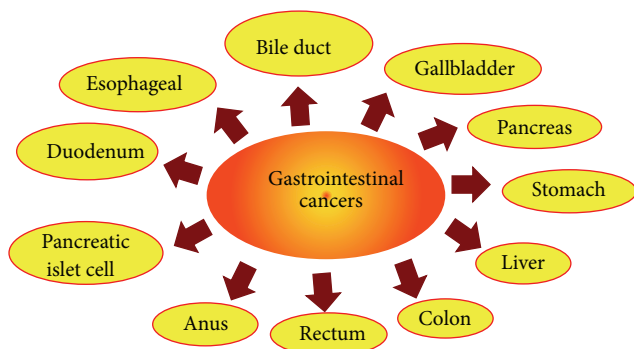 Bile duct
Esophageal
Gallbladder
Duodenum
Pancreas
Gastrointestinal
cancers
Stomach
Pancreatic
islet cell
Liver
Anus
Rectum
Colon